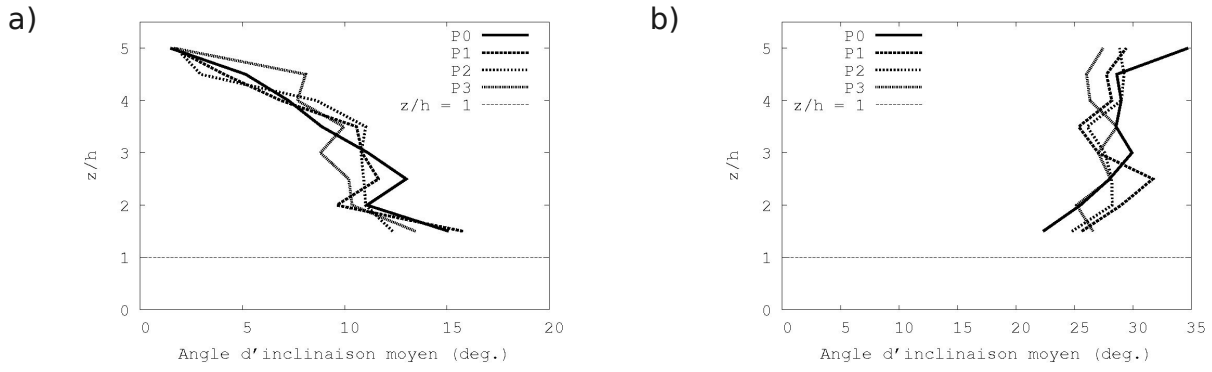 a)
P0
P1
P2
P3
z/h = 1
5
4
3
2
1
0
z/h
0 5 10 15 20
Angle d'inclinaison moyen (deg.)
b)
P0
P1
P2
P3
z/h = 1
5
4
3
2
1
0
z/h
0 5 10 15 20 25 30 35
Angle d'inclinaison moyen (deg.)